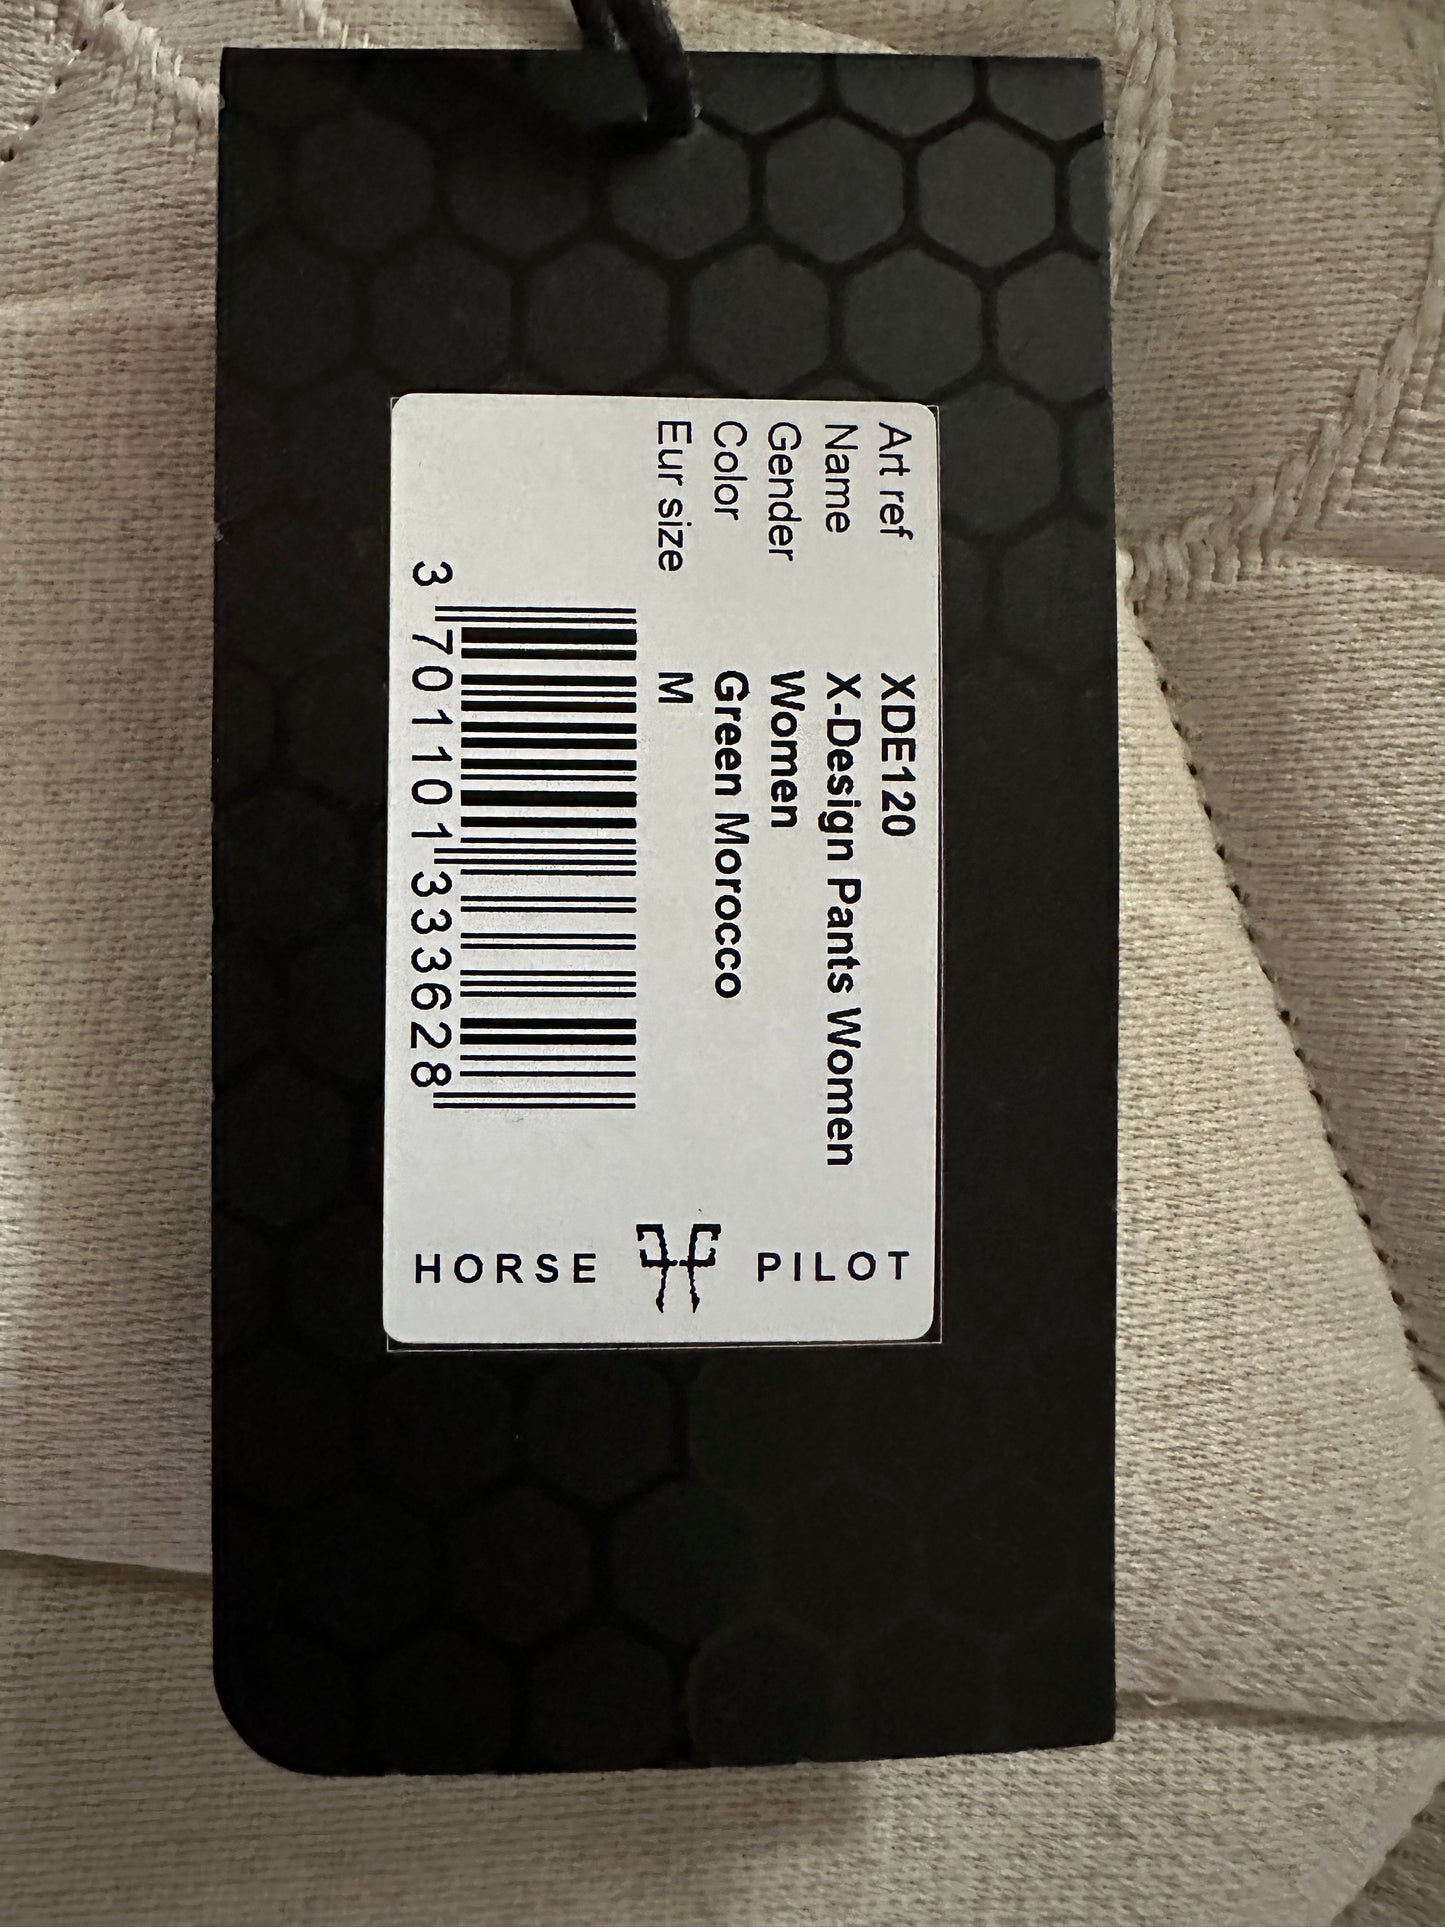 Art ref XDE120
Name X-Design Pants Women
Gender Women
Color Green Morocco
Eur size M
3 701101 333628
HORSE PILOT